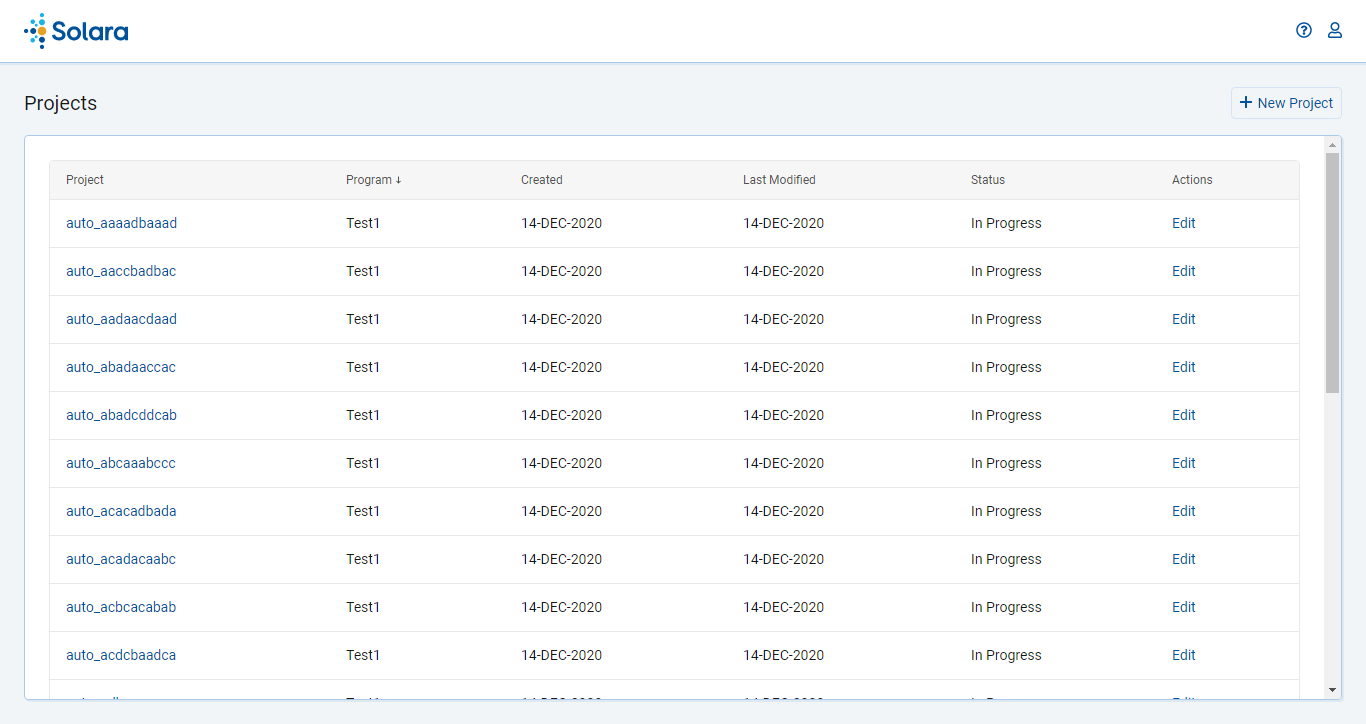 Solara
Projects
New Project
Project Program Created Last Modified Status Actions
auto_aaaadbaaad Test1 14-DEC-2020 14-DEC-2020 In Progress Edit
auto_aaccbadbac Test1 14-DEC-2020 14-DEC-2020 In Progress Edit
auto_aadaacdaad Test1 14-DEC-2020 14-DEC-2020 In Progress Edit
auto_abadaaccac Test1 14-DEC-2020 14-DEC-2020 In Progress Edit
auto_abadcddcab Test1 14-DEC-2020 14-DEC-2020 In Progress Edit
auto_abcaaabccc Test1 14-DEC-2020 14-DEC-2020 In Progress Edit
auto_acacadbada Test1 14-DEC-2020 14-DEC-2020 In Progress Edit
auto_acadacaabc Test1 14-DEC-2020 14-DEC-2020 In Progress Edit
auto_acbcacabab Test1 14-DEC-2020 14-DEC-2020 In Progress Edit
auto_acdcbaadca Test1 14-DEC-2020 14-DEC-2020 In Progress Edit